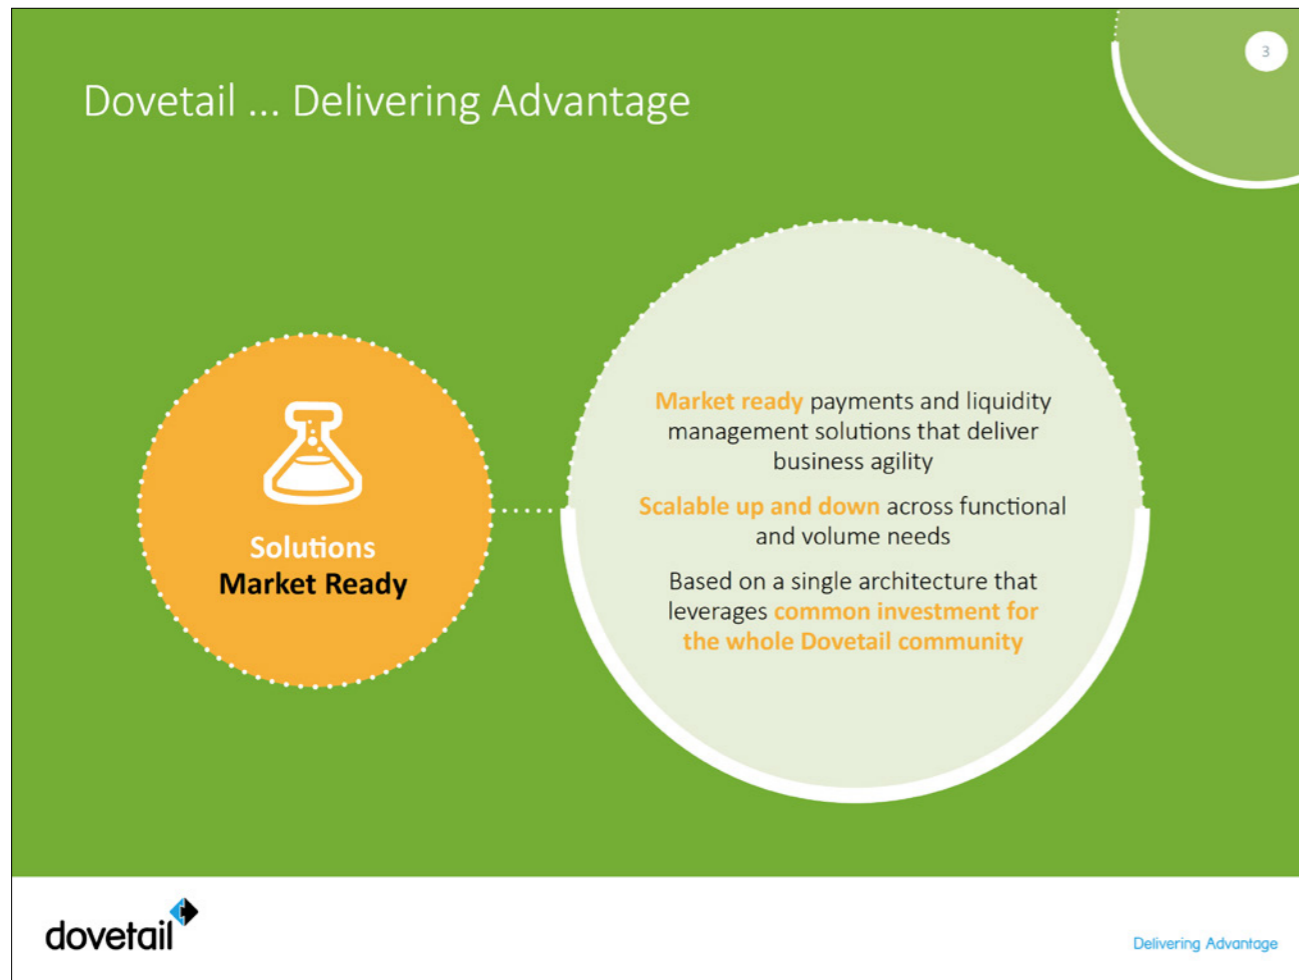 3
Dovetail ... Delivering Advantage
Solutions
Market Ready
Market ready payments and liquidity
management solutions that deliver
business agility
Scalable up and down across functional
and volume needs
Based on a single architecture that
leverages common investment for
the whole Dovetail community
dovetail
Delivering Advantage